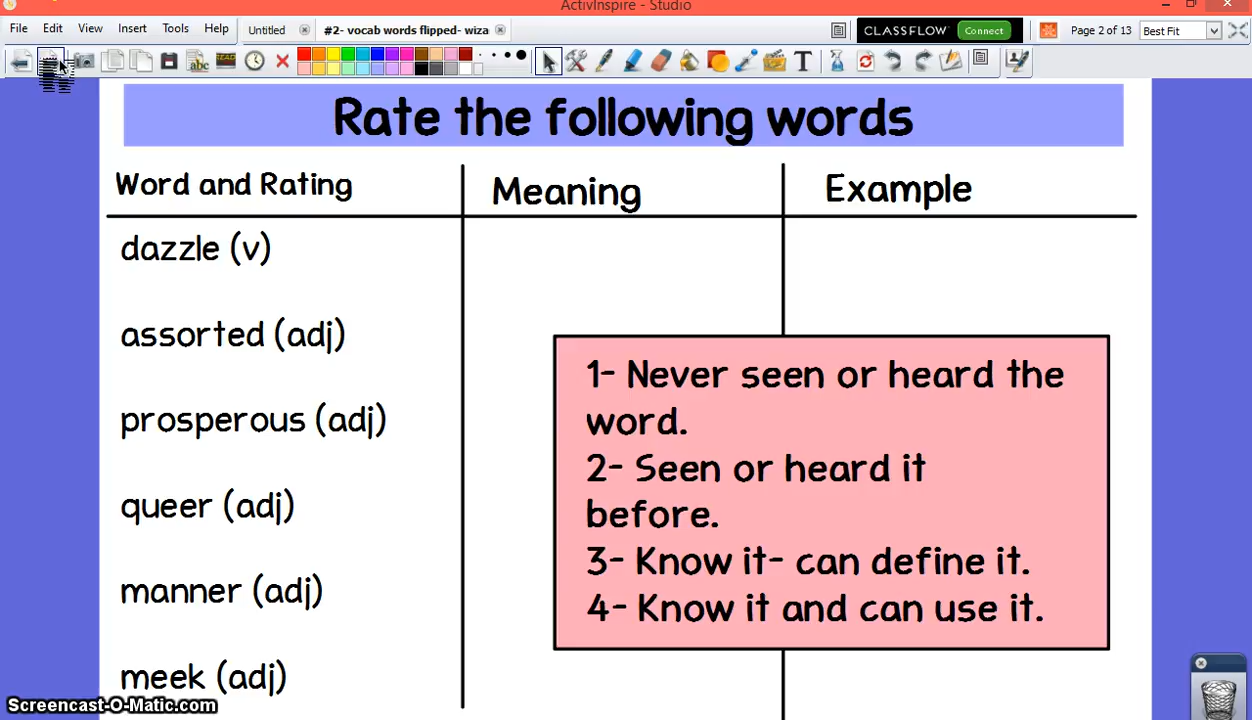 ActivInspire - Studio
File Edit View Insert Tools Help
Untitled
#2- vocab words flipped- wiza
CLASSFLOW Connect
Page 2 of 13
Best Fit
abc
Rate the following words
Word and Rating Meaning Example
dazzle (v)
assorted (adj)
prosperous (adj)
queer (adj)
manner (adj)
meek (adj)
1- Never seen or heard the
word.
2- Seen or heard it
before.
3- Know it- can define it.
4- Know it and can use it.
Screencast-O-Matic.com